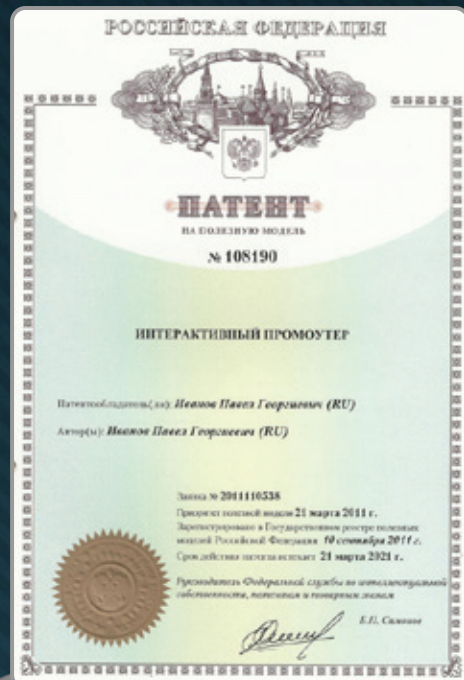 РОССИЙСКАЯ ФЕДЕРАЦИЯ
ПАТЕНТ
НА ПОЛЕЗНУЮ МОДЕЛЬ
№ 108190
ИНТЕРАКТИВНЫЙ ПРОМОУТЕР
Патентообладатель(ли): Иванов Павел Георгиевич (RU)
Автор(ы): Иванов Павел Георгиевич (RU)
Заявка № 2011110538
Приоритет полезной модели 21 марта 2011 г.
Зарегистрировано в Государственном реестре полезных
моделей Российской Федерации 10 сентября 2011 г.
Срок действия патента истекает 21 марта 2021 г.
Руководитель Федеральной службы по интеллектуальной
собственности, патентам и товарным знакам
Б.П. Симонов